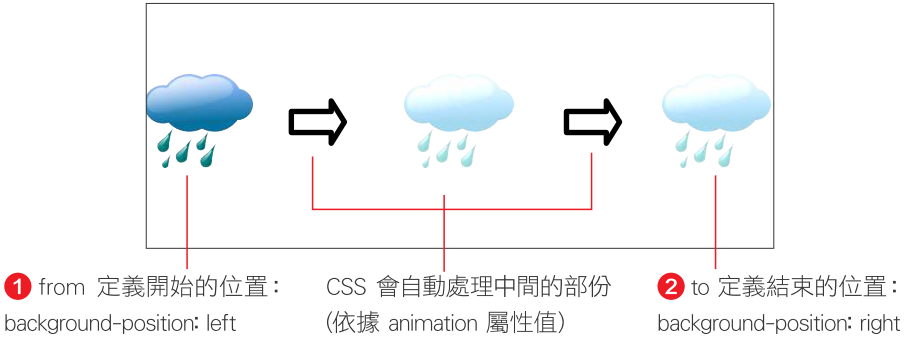 1 from 定義開始的位置：
background-position: left
CSS 會自動處理中間的部份
(依據 animation 屬性值)
2 to 定義結束的位置：
background-position: right